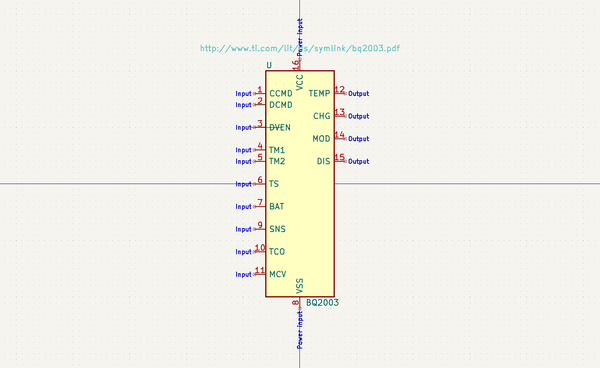 Power input
http://www.ti.com/lit/ds/symlink/bq2003.pdf
16
U
VCC
Input 1 CCMD TEMP 12 Output
Input 2 DCMD
CHG 13 Output
Input 3 DVEN
MOD 14 Output
Input 4 TM1
Input 5 TM2 DIS 15 Output
Input 6 TS
Input 7 BAT
Input 9 SNS
Input 10 TCO
Input 11 MCV
VSS
8 BQ2003
Power input